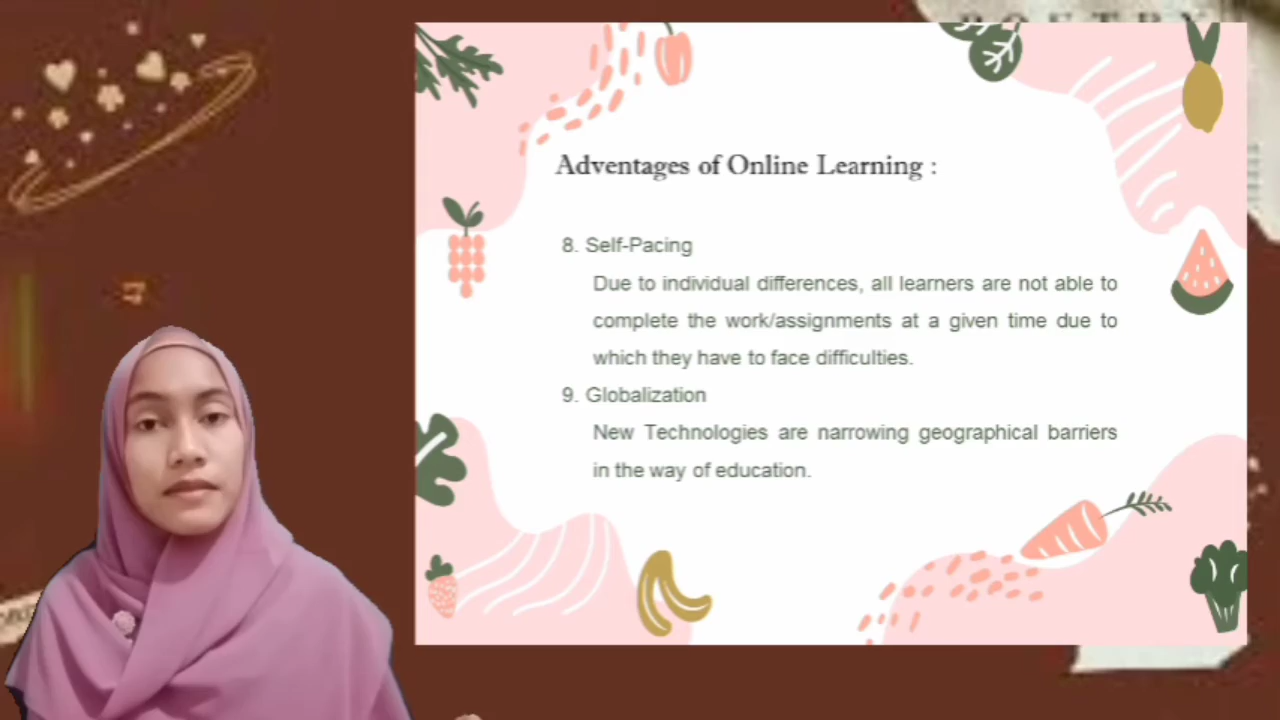 POETRY
Adventages of Online Learning :
8. Self-Pacing
Due to individual differences, all learners are not able to
complete the work/assignments at a given time due to
which they have to face difficulties.
9. Globalization
New Technologies are narrowing geographical barriers
in the way of education.